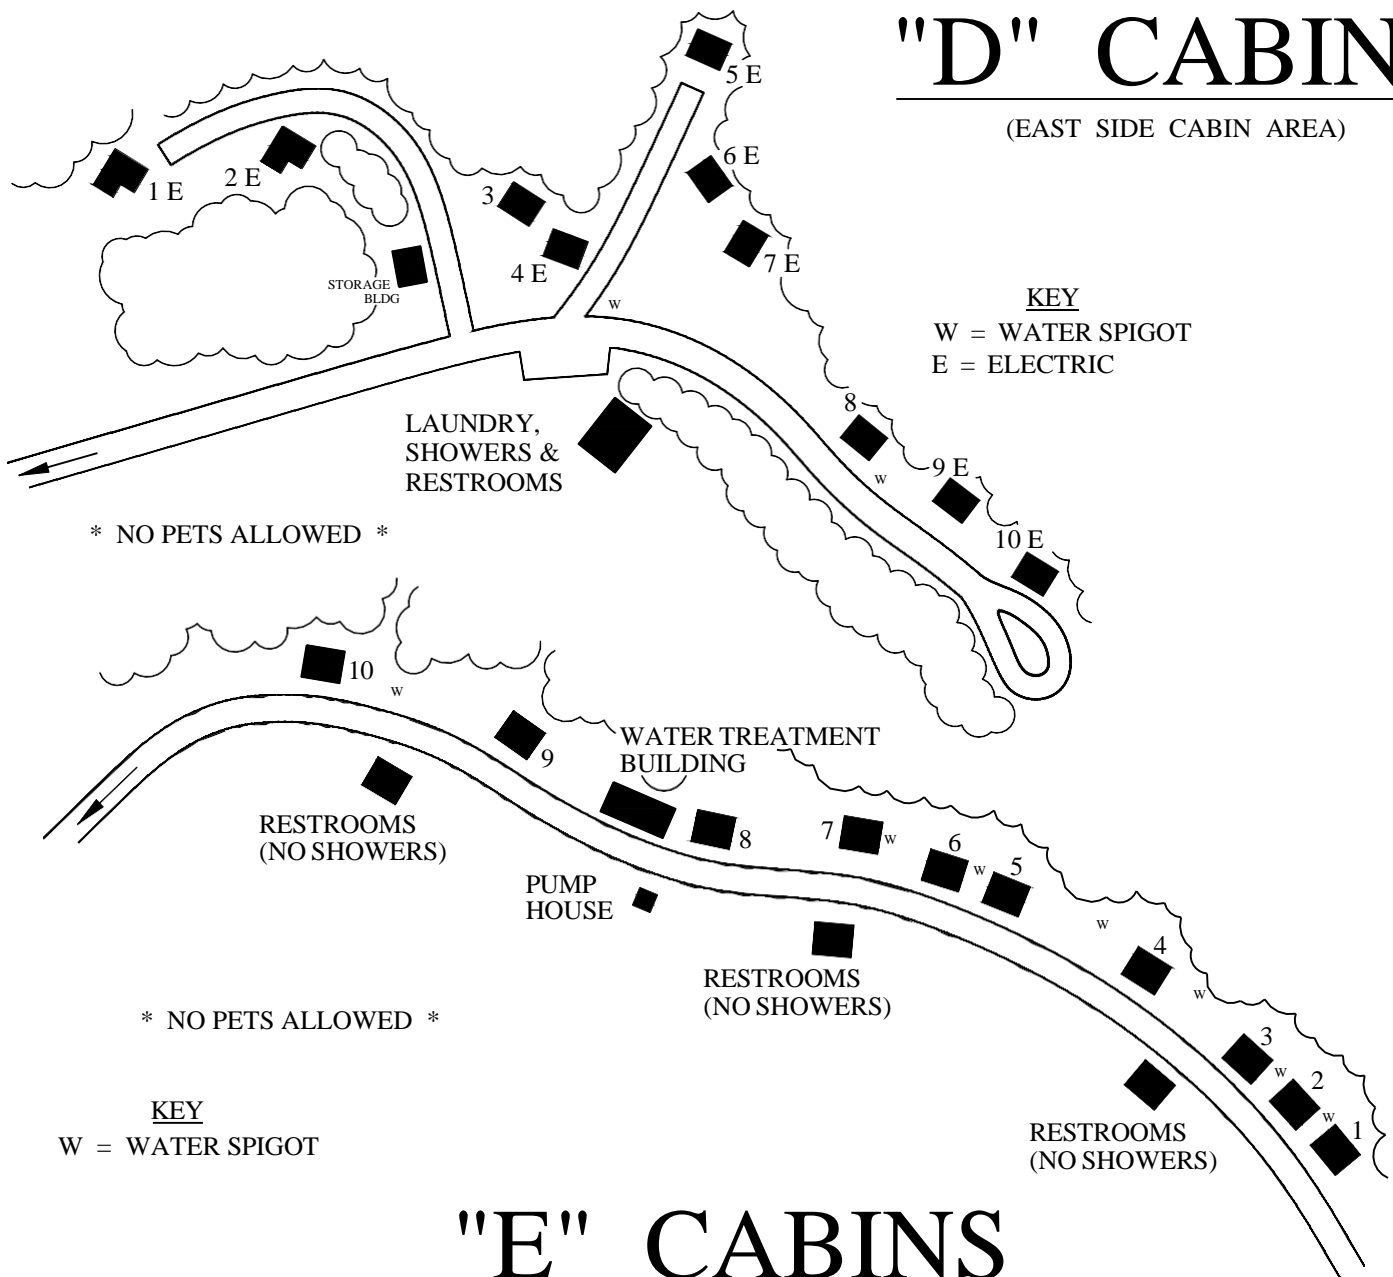 "D" CABIN
(EAST SIDE CABIN AREA)
5 E
6 E
1 E
2 E
3
4 E
7 E
STORAGE
BLDG
W
KEY
W = WATER SPIGOT
E = ELECTRIC
8
LAUNDRY,
SHOWERS &
RESTROOMS
W
9 E
* NO PETS ALLOWED *
10 E
10
W
9
WATER TREATMENT
BUILDING
RESTROOMS
(NO SHOWERS)
8
7
W
6
W
5
PUMP
HOUSE
W
4
W
RESTROOMS
(NO SHOWERS)
* NO PETS ALLOWED *
3
W
2
W
1
KEY
W = WATER SPIGOT
RESTROOMS
(NO SHOWERS)
"E" CABINS